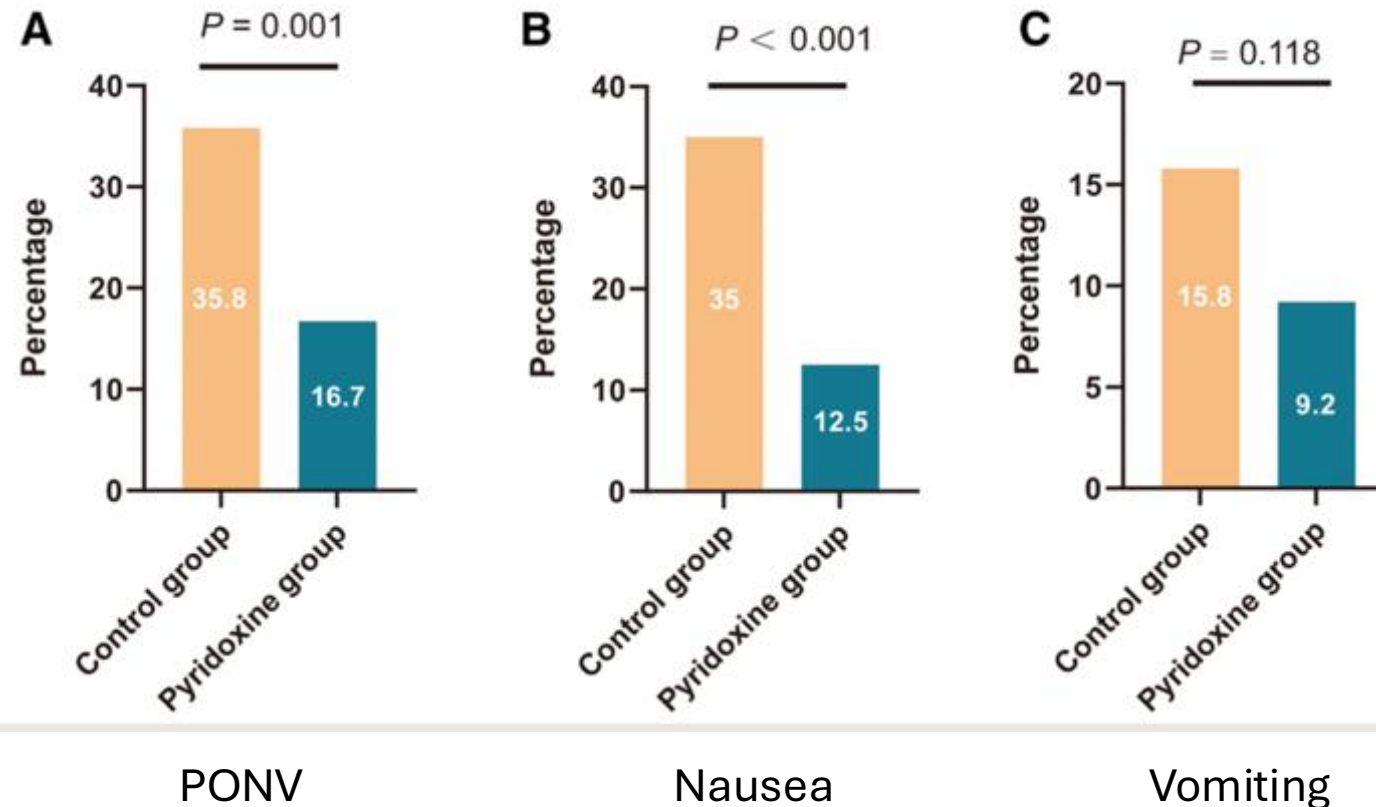 A
P = 0.001
Percentage
40
30
20
10
0
35.8
16.7
Control group
Pyridoxine group
PONV
B
P < 0.001
Percentage
40
30
20
10
0
35
12.5
Control group
Pyridoxine group
Nausea
C
P = 0.118
Percentage
20
15
10
5
0
15.8
9.2
Control group
Pyridoxine group
Vomiting